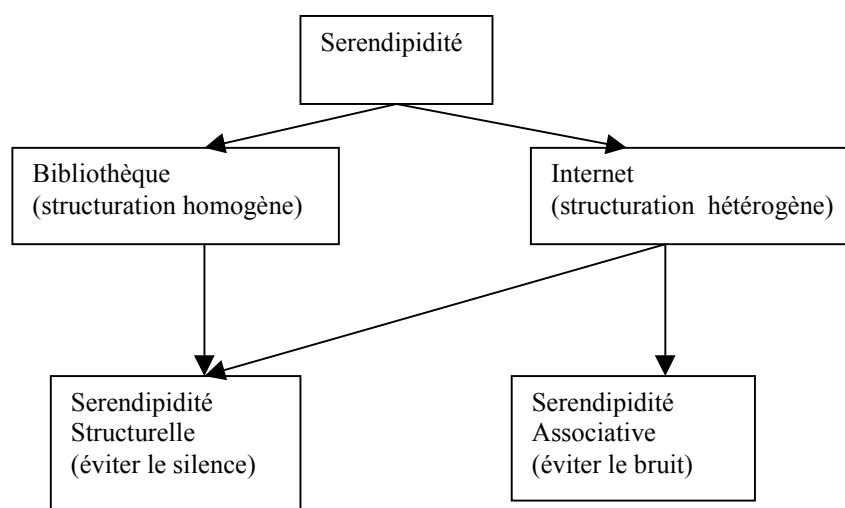 Serendipidité
Bibliothèque
(structuration homogène)
Internet
(structuration hétérogène)
Serendipidité
Structurelle
(éviter le silence)
Serendipidité
Associative
(éviter le bruit)